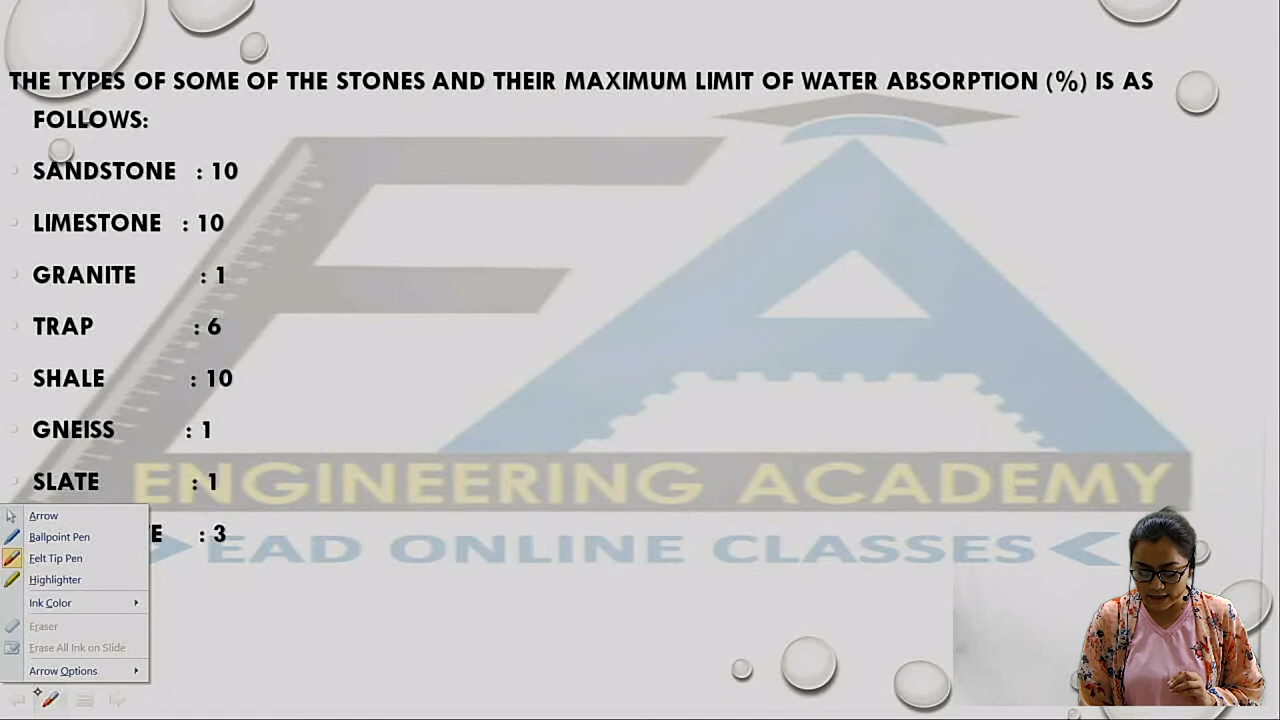 THE TYPES OF SOME OF THE STONES AND THEIR MAXIMUM LIMIT OF WATER ABSORPTION (%) IS AS
FOLLOWS:
SANDSTONE : 10
LIMESTONE : 10
GRANITE : 1
TRAP : 6
SHALE : 10
GNEISS : 1
SLATE : 1
: 3
ENGINEERING ACADEMY
EAD ONLINE CLASSES
Arrow
Ballpoint Pen
Felt Tip Pen
Highlighter
Ink Color
Eraser
Erase All Ink on Slide
Arrow Options